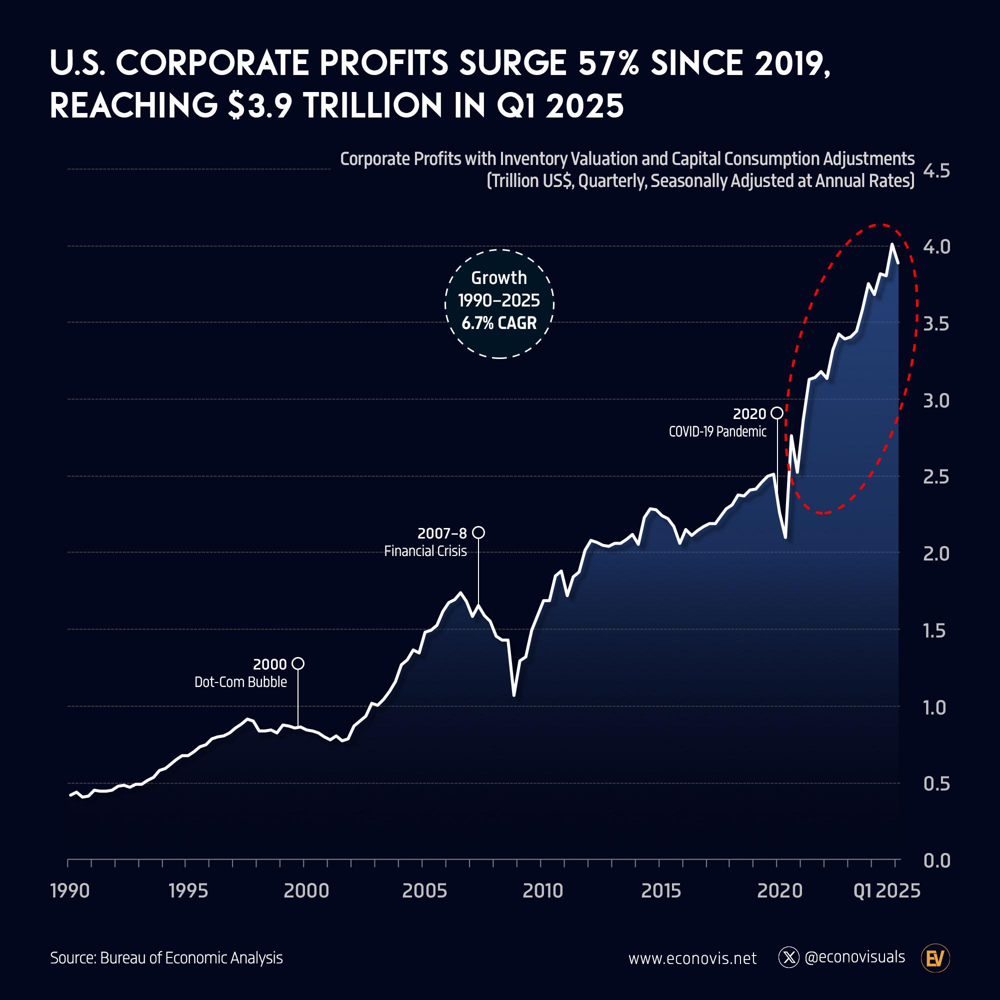 U.S. CORPORATE PROFITS SURGE 57% SINCE 2019,
REACHING $3.9 TRILLION IN Q1 2025
Corporate Profits with Inventory Valuation and Capital Consumption Adjustments
(Trillion US$, Quarterly, Seasonally Adjusted at Annual Rates)
4.5
4.0
Growth
1990–2025
6.7% CAGR
3.5
3.0
2020
COVID-19 Pandemic
2.5
2007–8
Financial Crisis
2.0
1.5
2000
Dot-Com Bubble
1.0
0.5
0.0
1990 1995 2000 2005 2010 2015 2020 Q1 2025
Source: Bureau of Economic Analysis
www.econovis.net X @econovisuals EV